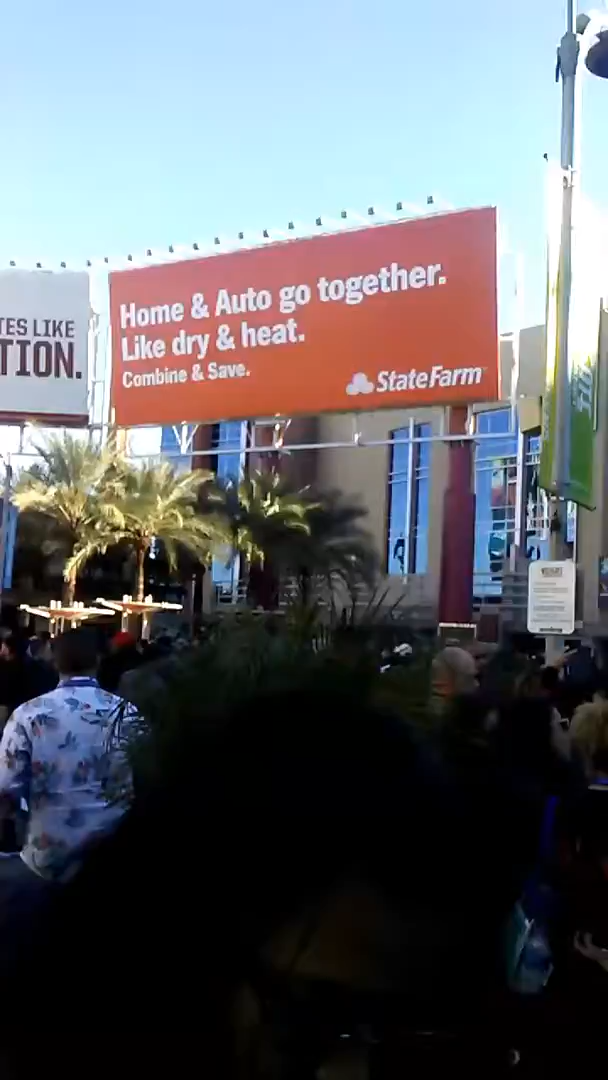 TES LIKE
TION.
Home & Auto go together.
Like dry & heat.
Combine & Save.
StateFarm